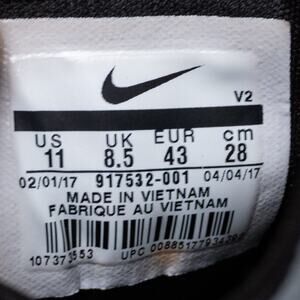 V2
US UK EUR cm
11 8.5 43 28
02/01/17 917532-001 04/04/17
MADE IN VIETNAM
FABRIQUE AU VIETNAM
UPC